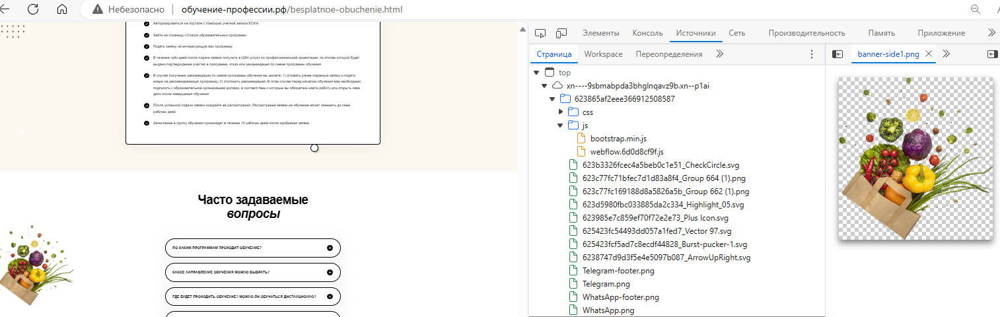 Небезопасно
обучение-профессии.рф/besplatnoe-obuchenie.html
Авторизироваться на портале с помощью учетной записи ЕСИА
Зайти на страницу «Список образовательных программ»
Подать заявку на интересующую вас программу
В течение трёх дней после подачи заявки получить в ЦЗН услугу по профессиональной ориентации, по итогам которой будет
выдано подтверждение участия в программе, отказ или рекомендация по смене программы обучения
В случае получения рекомендации по смене программы обучения вы можете: 1) отозвать ранее поданную заявку и подать
новую на рекомендованную программу; 2) отклонить рекомендацию. В этом случае перед началом обучения вам необходимо
подписать с образовательной организацией договор, в соответствии с которым вы обязуетесь найти работу или открыть свое
дело после завершения обучения
После успешной подачи заявки ожидайте её рассмотрения. Рассмотрение заявки на обучение может занимать до семи
рабочих дней
Зачисление в группу обучения произойдет в течение 10 рабочих дней после одобрения заявки
Часто задаваемые
вопросы
ПО КАКИМ ПРОГРАММАМ ПРОХОДИТ ОБУЧЕНИЕ?
КАКОЕ НАПРАВЛЕНИЕ ОБУЧЕНИЯ МОЖНО ВЫБРАТЬ?
ГДЕ БУДЕТ ПРОХОДИТЬ ОБУЧЕНИЕ? МОЖНО ЛИ ОБУЧАТЬСЯ ДИСТАНЦИОННО?
Элементы
Консоль
Источники
Сеть
Производительность
Память
Приложение
Страница
Workspace
Переопределения
banner-side1.png
top
xn----9sbmabpda3bhglnqavz9b.xn--p1ai
623865af2eee366912508587
css
js
bootstrap.min.js
webflow.6d0d8cf9f.js
623b3326fcec4a5beb0c1e51_CheckCircle.svg
623c77fc71bfec7d1d83a8f4_Group 664 (1).png
623c77fc169188d8a5826a5b_Group 662 (1).png
623d5980fbc033885da2c334_Highlight_05.svg
623985e7c859ef70f72e2e73_Plus Icon.svg
625423fc54493dd057a1fed7_Vector 97.svg
625423fcf5ad7c8ecdf44828_Burst-pucker-1.svg
6238747d9d3f5e4e5097b087_ArrowUpRight.svg
Telegram-footer.png
Telegram.png
WhatsApp-footer.png
WhatsApp.png